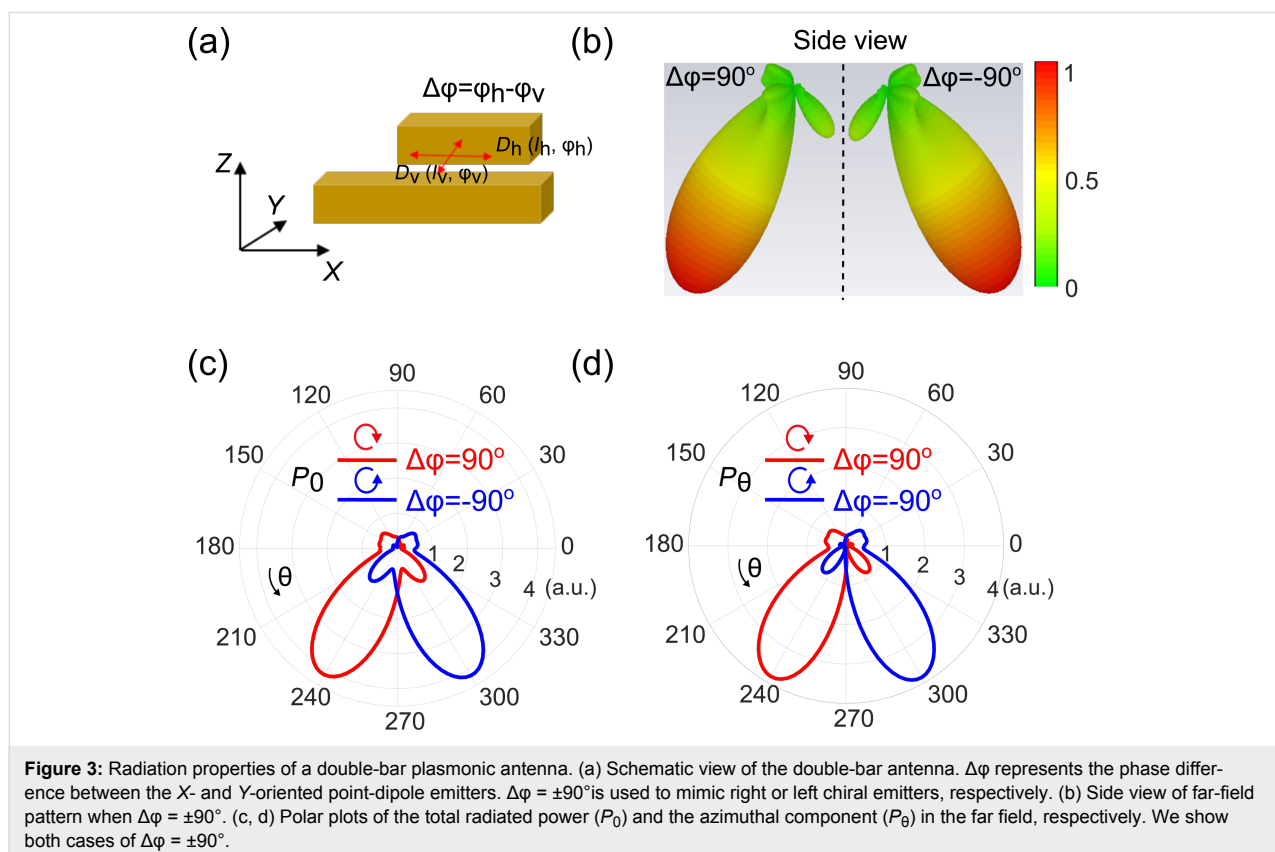 (a)
Δφ=φh-φv
Dh (Ih, φh)
Dv (Iv, φv)
Z
Y
X
(b)
Side view
Δφ=90º
Δφ=-90º
1
0.5
0
(c)
90
120
60
150
30
P0
Δφ=90º
Δφ=-90º
180
0
θ
1
2
3
4 (a.u.)
210
330
240
300
270
(d)
90
120
60
150
30
Pθ
Δφ=90º
Δφ=-90º
180
0
θ
1
2
3
4 (a.u.)
210
330
240
300
270
Figure 3: Radiation properties of a double-bar plasmonic antenna. (a) Schematic view of the double-bar antenna. Δφ represents the phase differ-
ence between the X- and Y-oriented point-dipole emitters. Δφ = ±90°is used to mimic right or left chiral emitters, respectively. (b) Side view of far-field
pattern when Δφ = ±90°. (c, d) Polar plots of the total radiated power (P0) and the azimuthal component (Pθ) in the far field, respectively. We show
both cases of Δφ = ±90°.